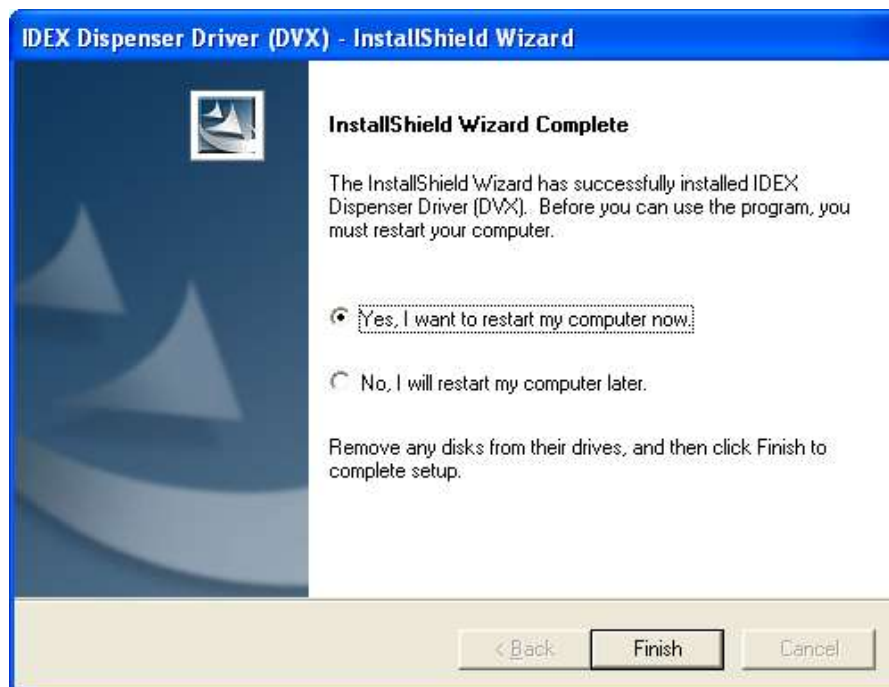 IDEX Dispenser Driver (DVX) - InstallShield Wizard
InstallShield Wizard Complete
The InstallShield Wizard has successfully installed IDEX
Dispenser Driver (DVX). Before you can use the program, you
must restart your computer.
Yes, I want to restart my computer now.
No, I will restart my computer later.
Remove any disks from their drives, and then click Finish to
complete setup.
< Back Finish Cancel